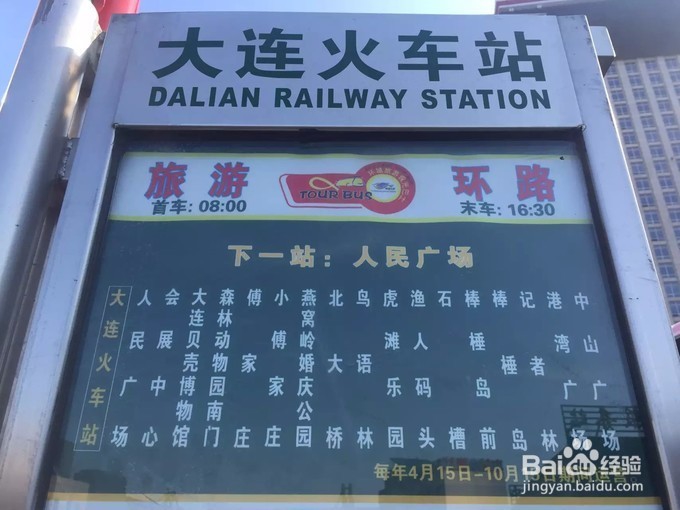 大连火车站
DALIAN RAILWAY STATION
旅游
首车: 08:00
TOUR BUS
环路
末车: 16:30
下一站：人民广场
大连火车站
人民广场
会展中心
大连贝壳博物馆
森林动物园南门
傅家庄
小傅家庄
燕窝岭婚庆公园
北大桥
鸟语林
虎滩乐园
渔人码头
石槽
棒棰岛前
棒棰岛
记者林
港湾广场
中山广场
每年4月15日-10月
Baidu经验
jingyan.baidu.com